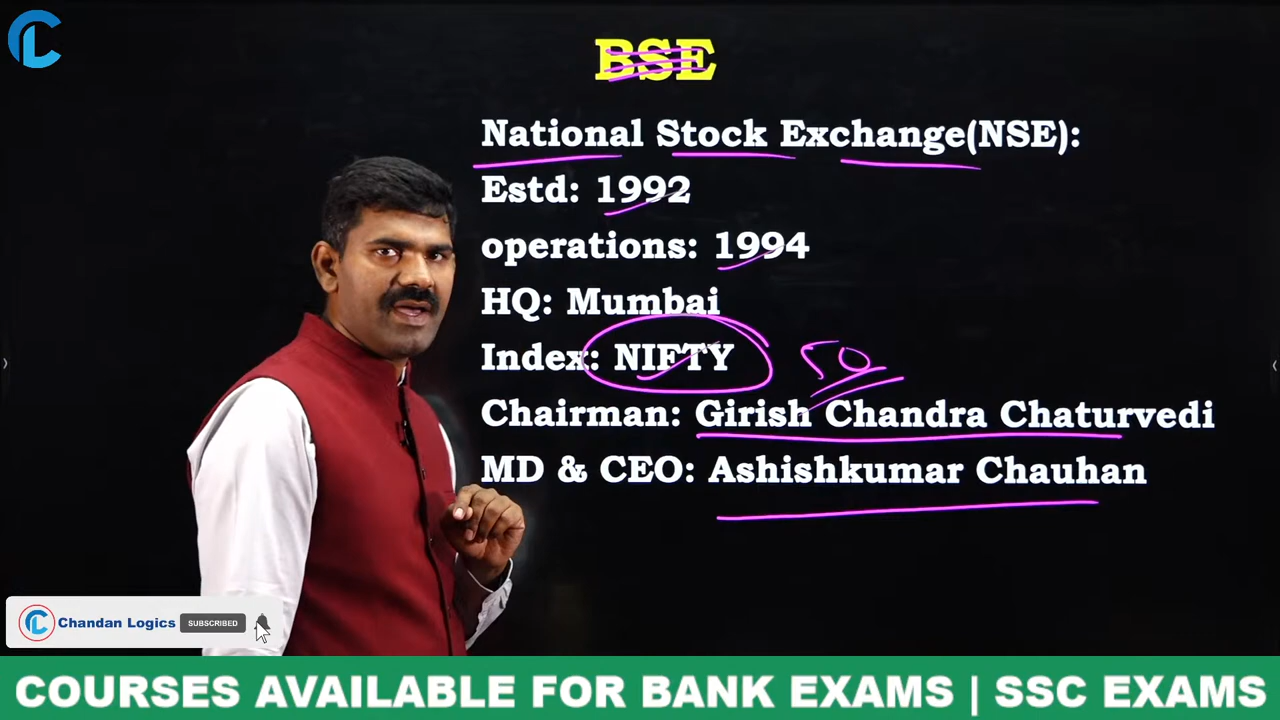 BSE
National Stock Exchange(NSE):
Estd: 1992
operations: 1994
HQ: Mumbai
Index: NIFTY 50
Chairman: Girish Chandra Chaturvedi
MD & CEO: Ashishkumar Chauhan
Chandan Logics SUBSCRIBED
COURSES AVAILABLE FOR BANK EXAMS | SSC EXAMS